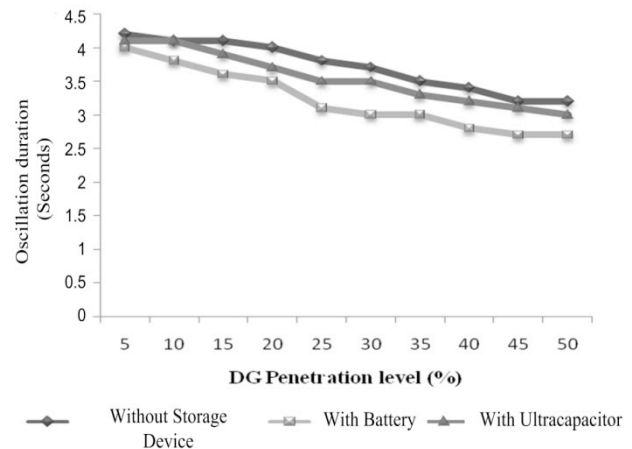 4.5
4
3.5
3
2.5
2
1.5
1
0.5
0
Oscillation duration
(Seconds)
5 10 15 20 25 30 35 40 45 50
DG Penetration level (%)
Without Storage
Device
With Battery
With Ultracapacitor